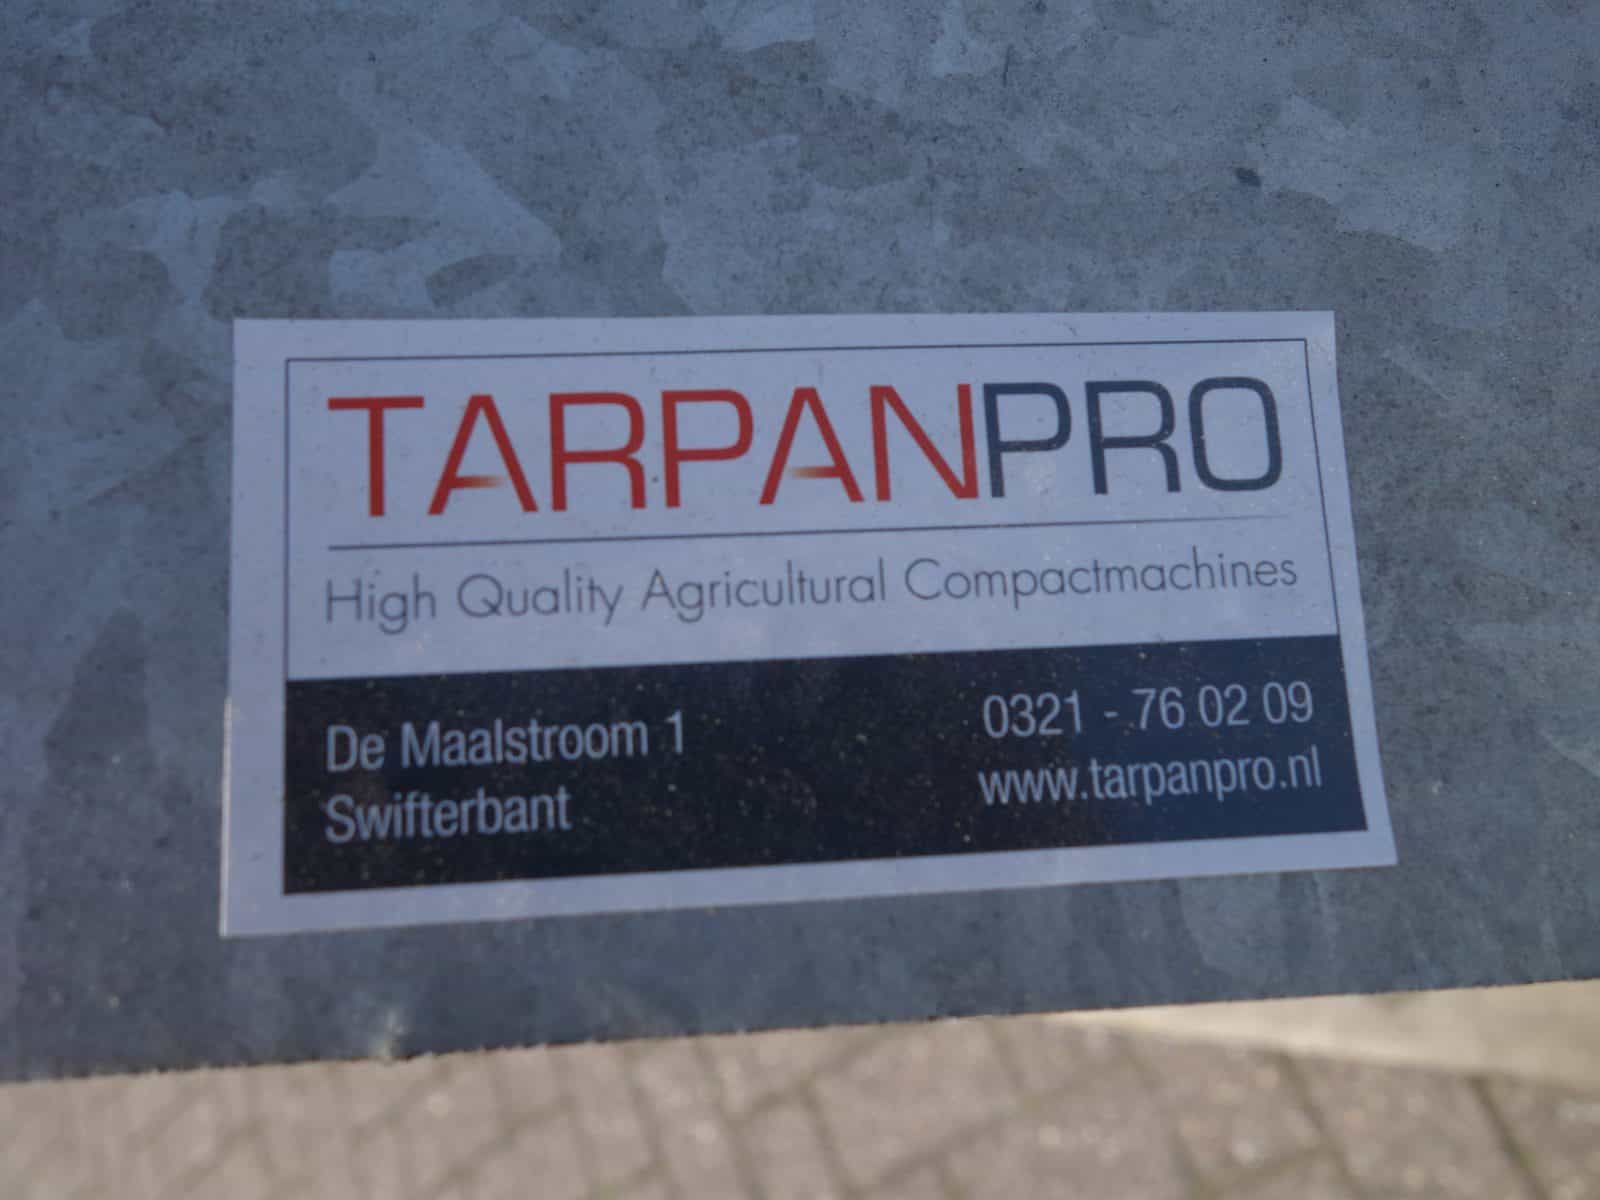 TARPANPRO
High Quality Agricultural Compactmachines
De Maalstroom 1
Swifterbant
0321 - 76 02 09
www.tarpanpro.nl